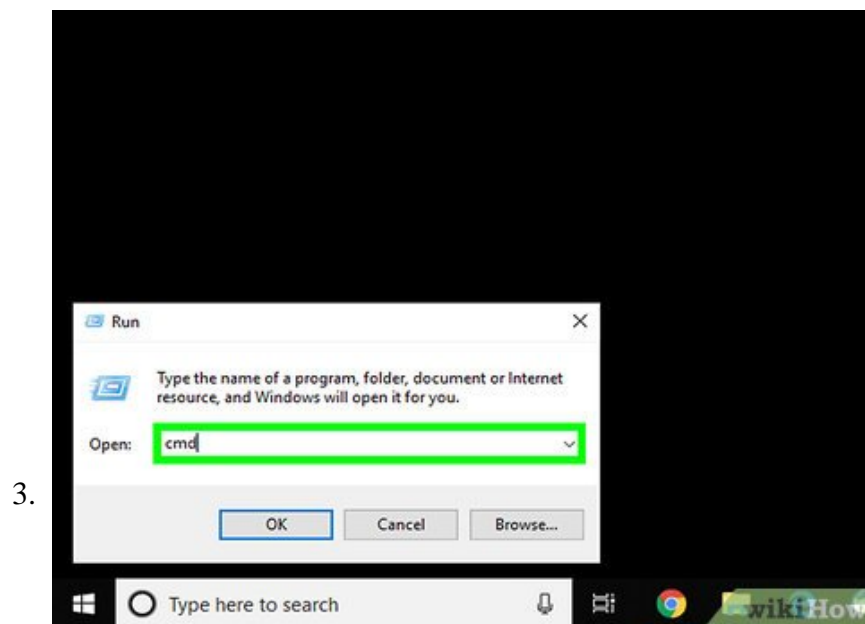 Run
Type the name of a program, folder, document or Internet
resource, and Windows will open it for you.
Open: cmd
3.
OK Cancel Browse...
Type here to search
wikiHow